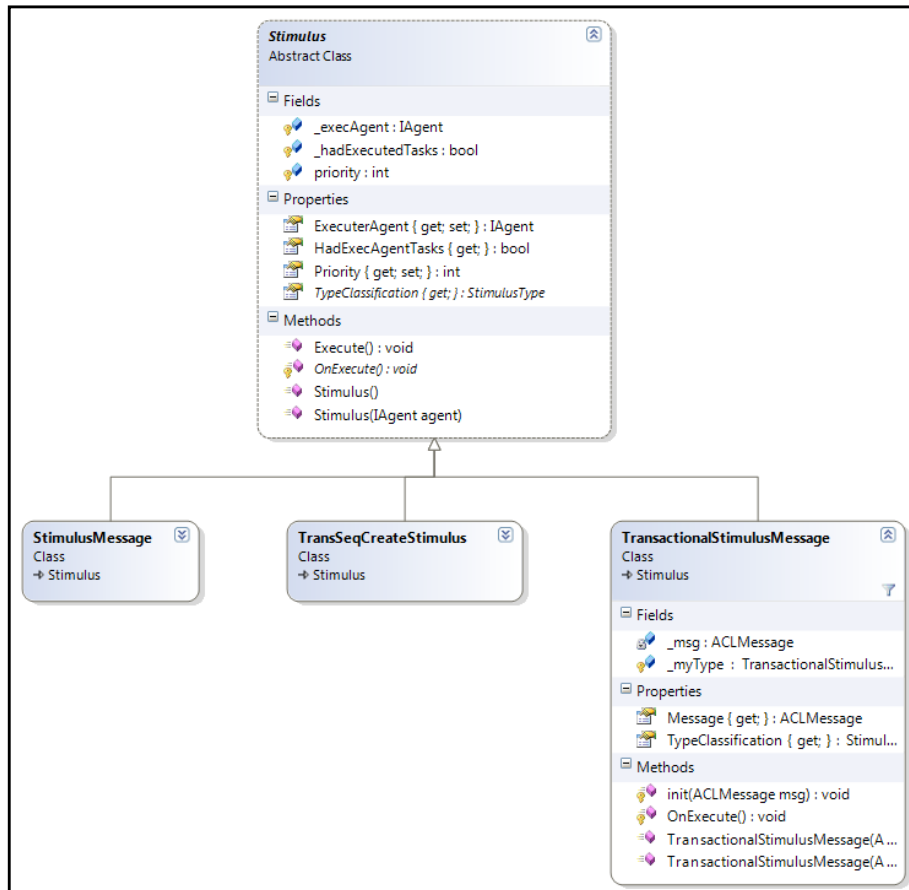 Stimulus
Abstract Class
Fields
_execAgent : IAgent
_hadExecutedTasks : bool
priority : int
Properties
ExecuterAgent { get; set; } : IAgent
HadExecAgentTasks { get; } : bool
Priority { get; set; } : int
TypeClassification { get; } : StimulusType
Methods
Execute() : void
OnExecute() : void
Stimulus()
Stimulus(IAgent agent)
StimulusMessage
Class
Stimulus
TransSeqCreateStimulus
Class
Stimulus
TransactionalStimulusMessage
Class
Stimulus
Fields
_msg : ACLMessage
_myType : TransactionalStimulus...
Properties
Message { get; } : ACLMessage
TypeClassification { get; } : Stimul...
Methods
init(ACLMessage msg) : void
OnExecute() : void
TransactionalStimulusMessage(A ...
TransactionalStimulusMessage(A ...